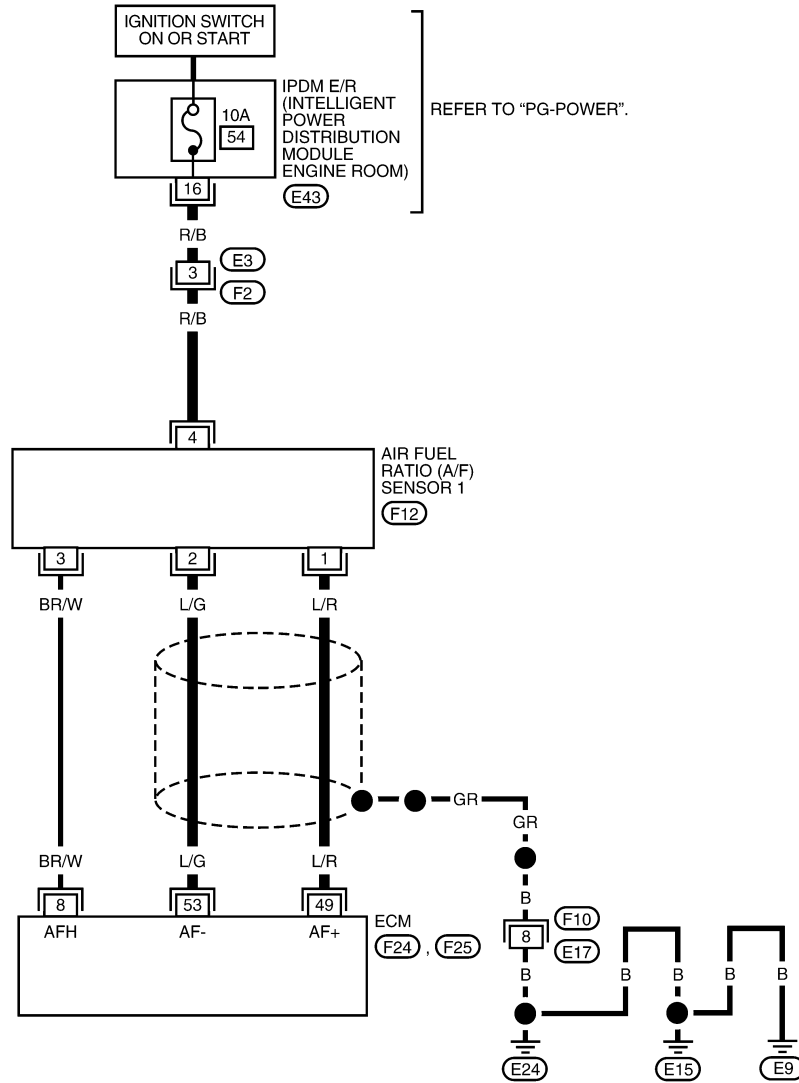 IGNITION SWITCH
ON OR START
IPDM E/R
(INTELLIGENT
POWER
DISTRIBUTION
MODULE
ENGINE ROOM)
E43
10A
54
REFER TO “PG-POWER”.
16
R/B
3
E3
F2
R/B
4
AIR FUEL
RATIO (A/F)
SENSOR 1
F12
3
2
1
BR/W
L/G
L/R
GR
GR
BR/W
L/G
L/R
B
8
53
49
AFH
AF-
AF+
ECM
F24 , F25
8
F10
E17
B
B
B
B
B
E24
E15
E9